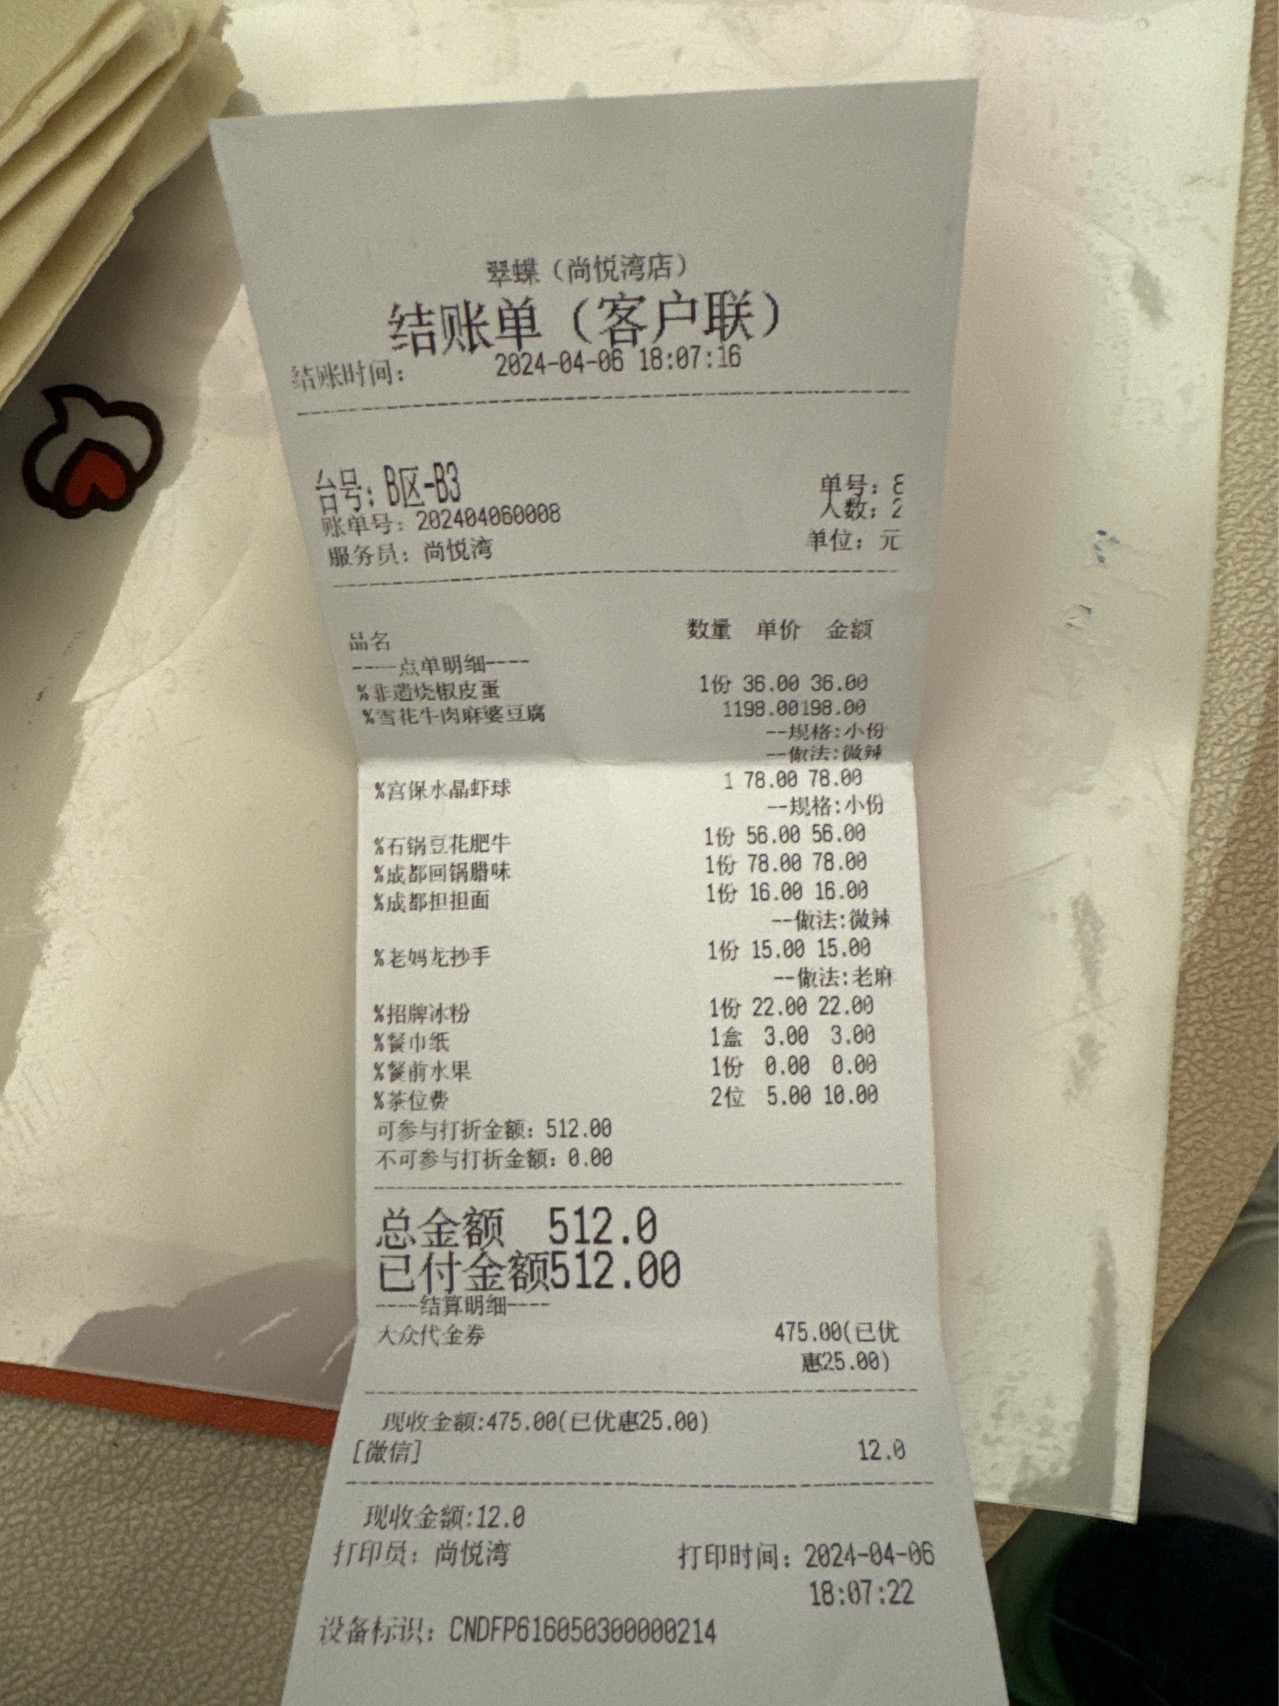 翠蝶（尚悦湾店）
结账单（客户联）
结账时间： 2024-04-06 18:07:16
台号：B区-B3
单号：8
账单号：202404060008
人数：2
服务员：尚悦湾
单位：元
品名 数量 单价 金额
----点单明细----
%非遗烧椒皮蛋 1份 36.00 36.00
%雪花牛肉麻婆豆腐 1198.00198.00
--规格:小份
--做法:微辣
%宫保水晶虾球 1 78.00 78.00
--规格:小份
%石锅豆花肥牛 1份 56.00 56.00
%成都回锅腊味 1份 78.00 78.00
%成都担担面 1份 16.00 16.00
--做法:微辣
%老妈龙抄手 1份 15.00 15.00
--做法:老麻
%招牌冰粉 1份 22.00 22.00
%餐巾纸 1盒 3.00 3.00
%餐前水果 1份 0.00 0.00
%茶位费 2位 5.00 10.00
可参与打折金额：512.00
不可参与打折金额：0.00
总金额 512.0
已付金额512.00
----结算明细----
大众代金券 475.00(已优
惠25.00)
现收金额:475.00(已优惠25.00)
[微信] 12.0
现收金额:12.0
打印员：尚悦湾 打印时间：2024-04-06
18:07:22
设备标识：CNDFP616050300000214